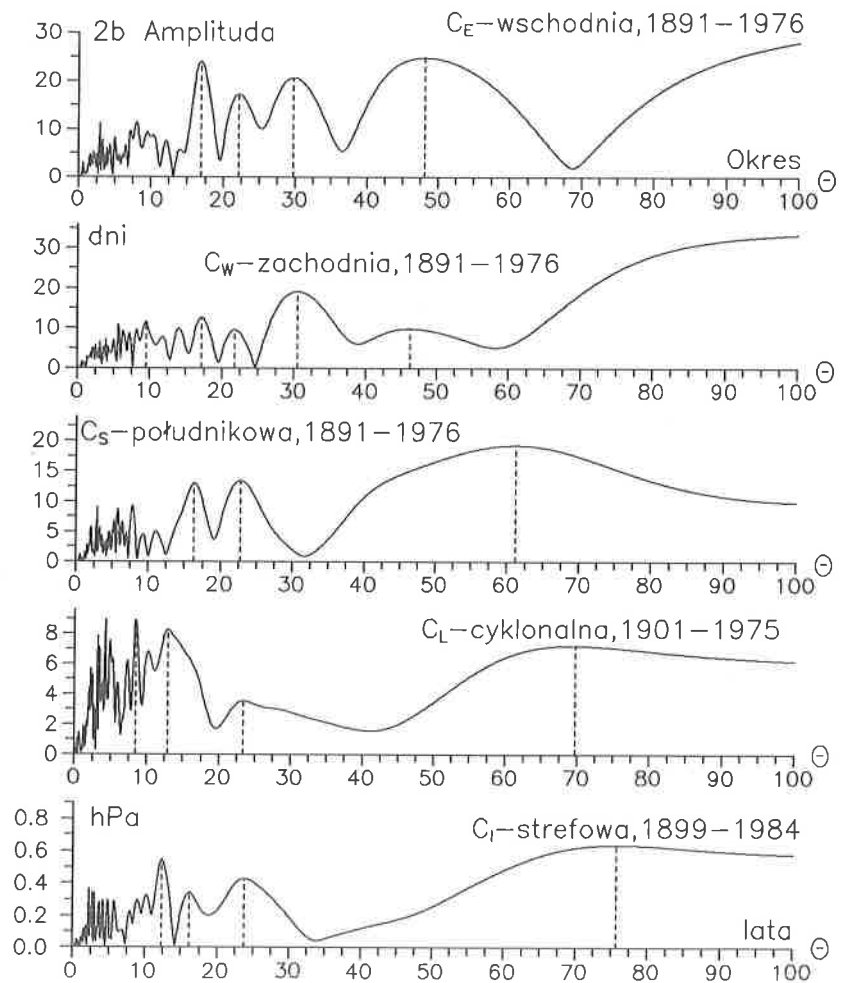 2b Amplituda
C_E–wschodnia, 1891–1976
30
20
10
0
Okres
0 10 20 30 40 50 60 70 80 90 100 Θ
dni
C_W–zachodnia, 1891–1976
30
20
10
0
0 10 20 30 40 50 60 70 80 90 100 Θ
C_S–południkowa, 1891–1976
20
15
10
5
0
0 10 20 30 40 50 60 70 80 90 100 Θ
C_L–cyklonalna, 1901–1975
8
6
4
2
0
0 10 20 30 40 50 60 70 80 90 100 Θ
hPa
C_I–strefowa, 1899–1984
0.8
0.6
0.4
0.2
0.0
lata
0 10 20 30 40 50 60 70 80 90 100 Θ